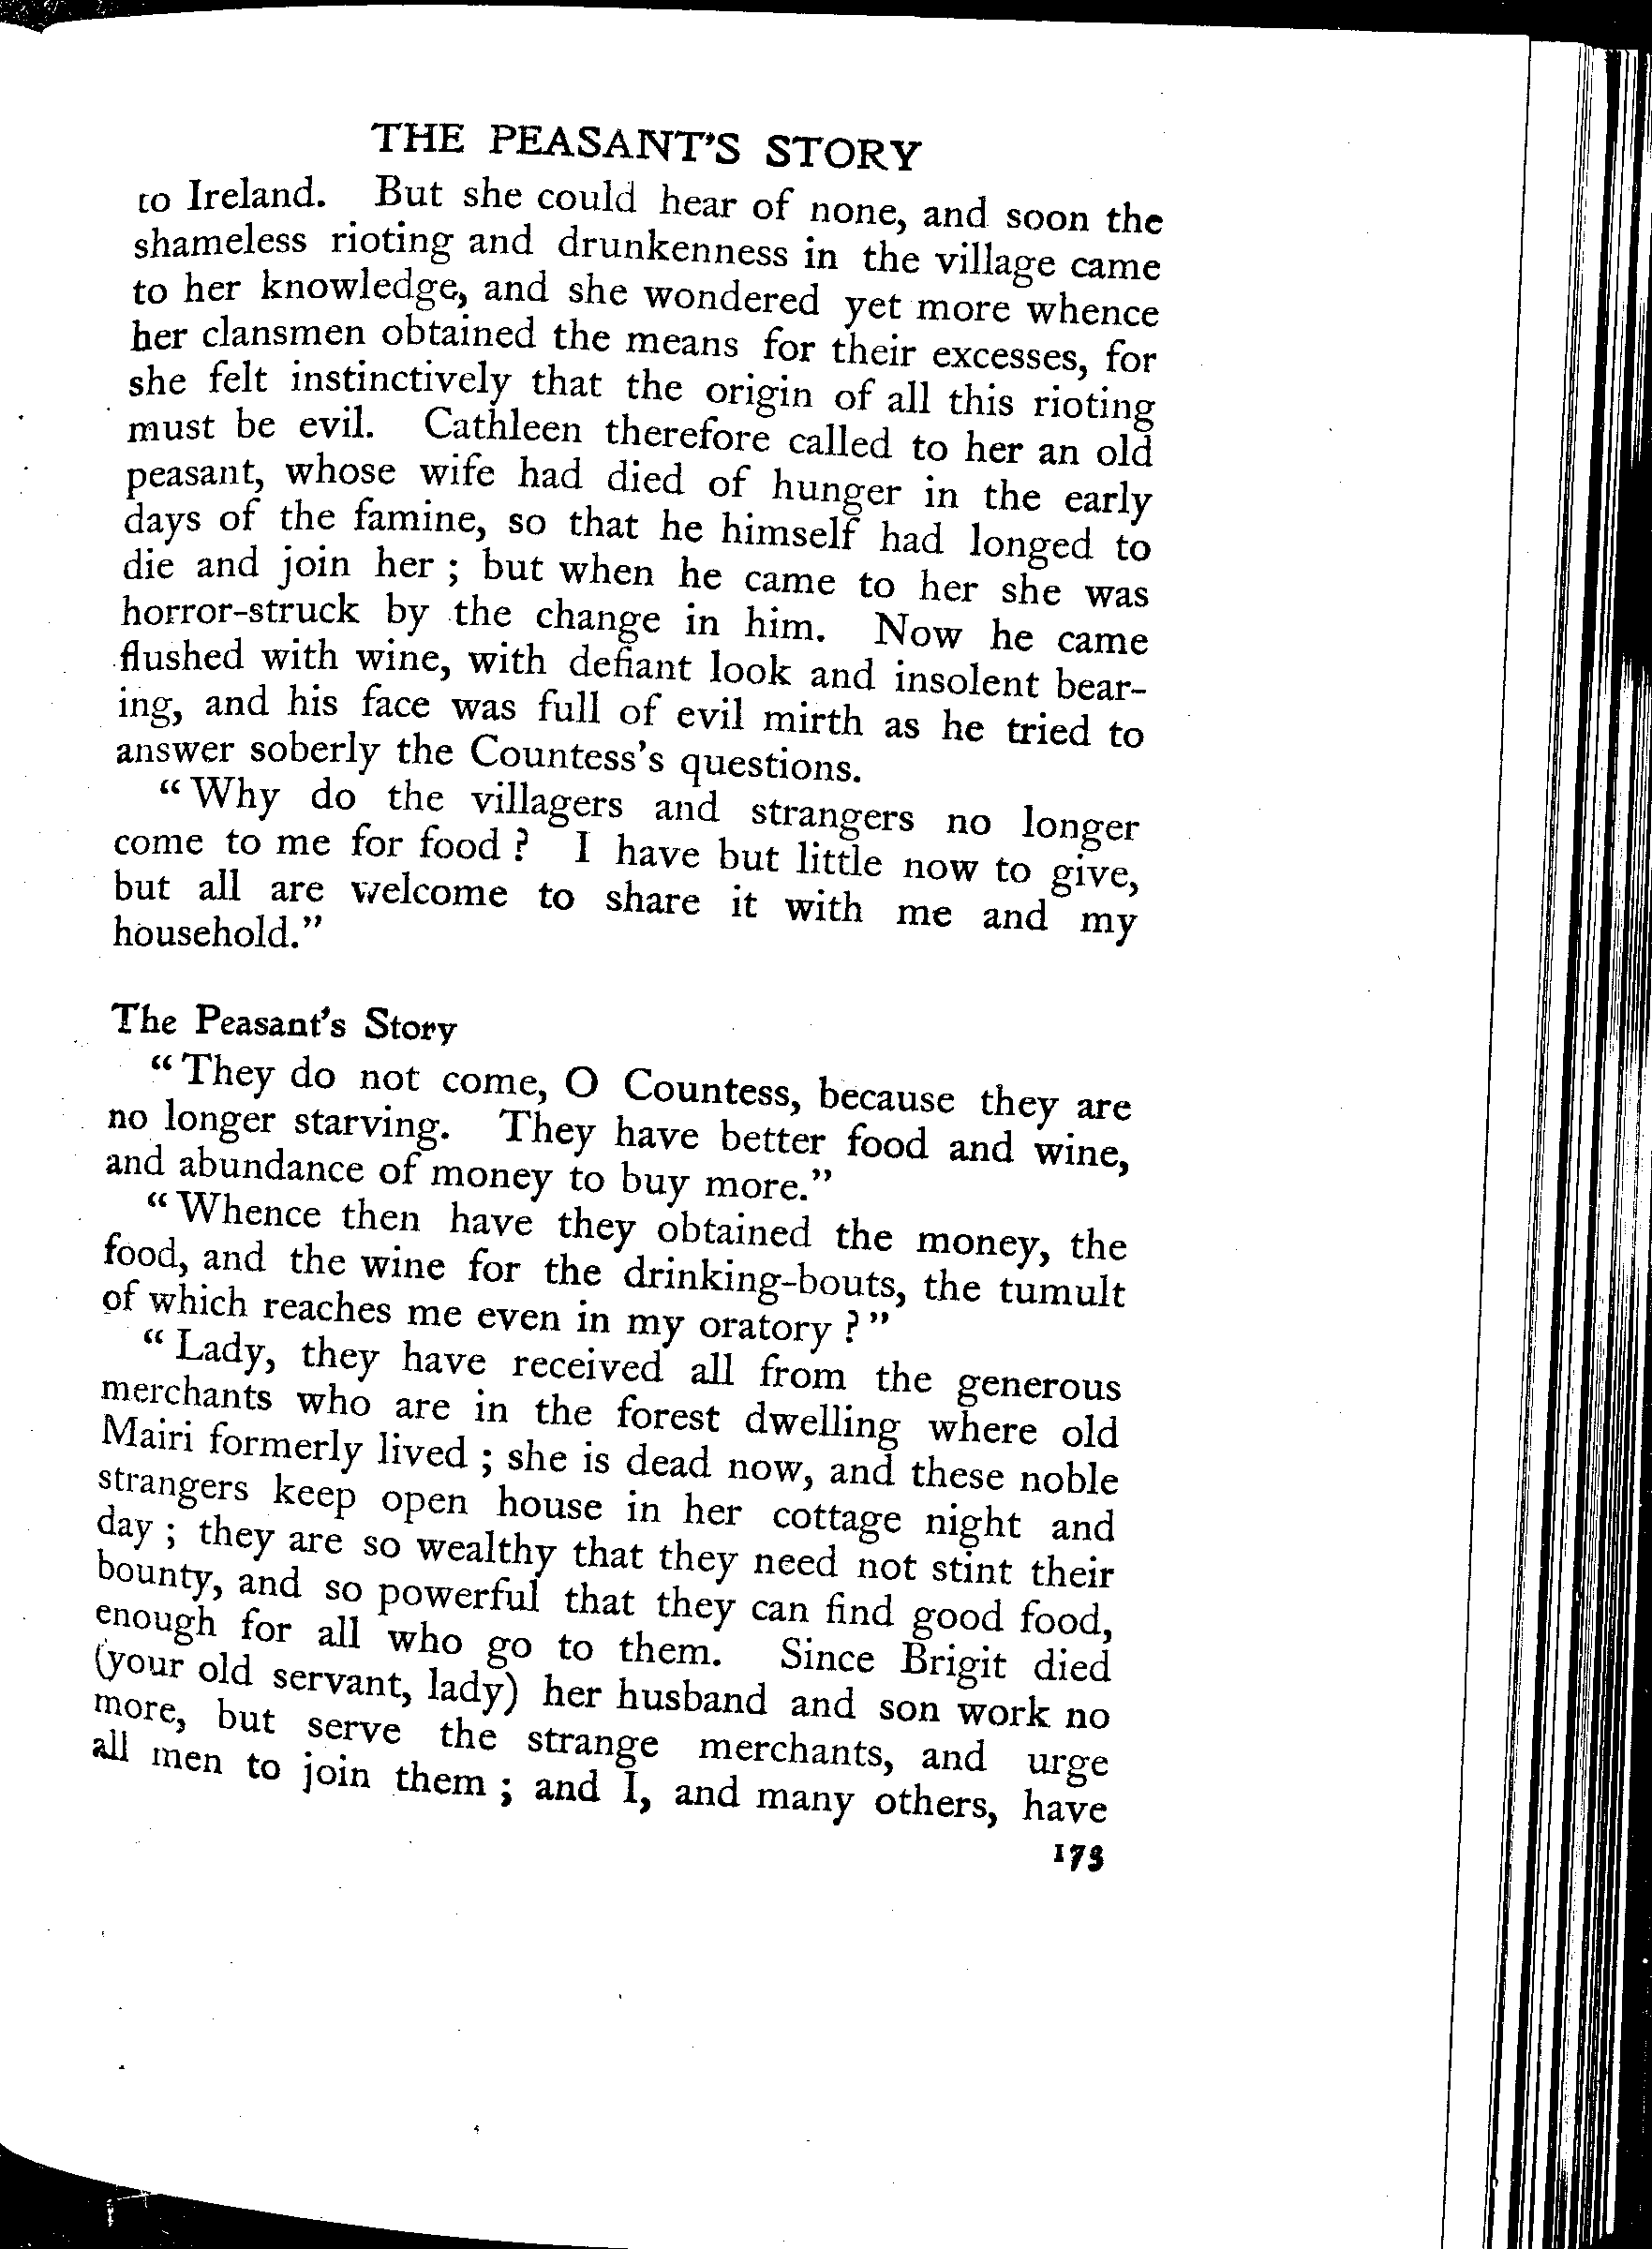 THE PEASANT'S STORY
to Ireland. But she could hear of none, and soon the
shameless rioting and drunkenness in the village came
to her knowledge, and she wondered yet more whence
her clansmen obtained the means for their excesses, for
she felt instinctively that the origin of all this rioting
must be evil. Cathleen therefore called to her an old
peasant, whose wife had died of hunger in the early
days of the famine, so that he himself had longed to
die and join her ; but when he came to her she was
horror-struck by the change in him. Now he came
flushed with wine, with defiant look and insolent bear-
ing, and his face was full of evil mirth as he tried to
answer soberly the Countess's questions.
“Why do the villagers and strangers no longer
come to me for food ? I have but little now to give,
but all are welcome to share it with me and my
household.”
The Peasant's Story
“They do not come, O Countess, because they are
no longer starving. They have better food and wine,
and abundance of money to buy more.”
“Whence then have they obtained the money, the
food, and the wine for the drinking-bouts, the tumult
of which reaches me even in my oratory ?”
“Lady, they have received all from the generous
merchants who are in the forest dwelling where old
Mairi formerly lived ; she is dead now, and these noble
strangers keep open house in her cottage night and
day ; they are so wealthy that they need not stint their
bounty, and so powerful that they can find good food,
enough for all who go to them. Since Brigit died
(your old servant, lady) her husband and son work no
more, but serve the strange merchants, and urge
all men to join them ; and I, and many others, have
173